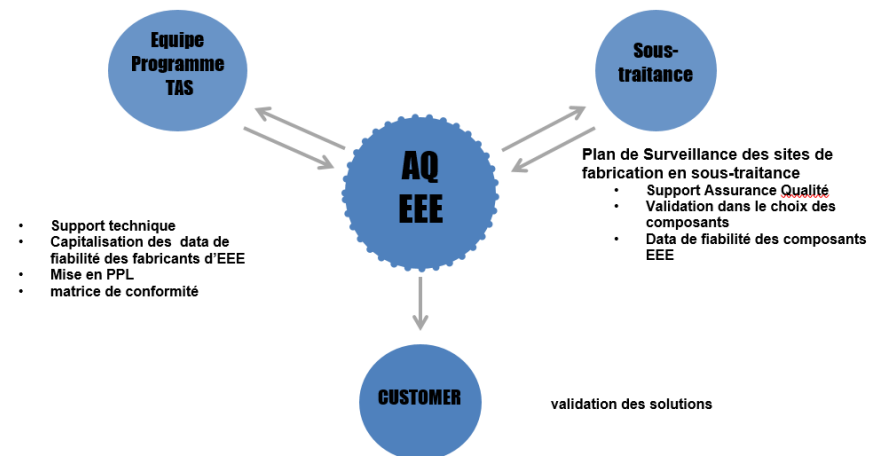 Equipe
Programme
TAS
Sous-
traitance
AQ
EEE
Plan de Surveillance des sites de
fabrication en sous-traitance
• Support Assurance Qualité
• Validation dans le choix des
composants
• Data de fiabilité des composants
EEE
• Support technique
• Capitalisation des data de
fiabilité des fabricants d’EEE
• Mise en PPL
• matrice de conformité
CUSTOMER
validation des solutions